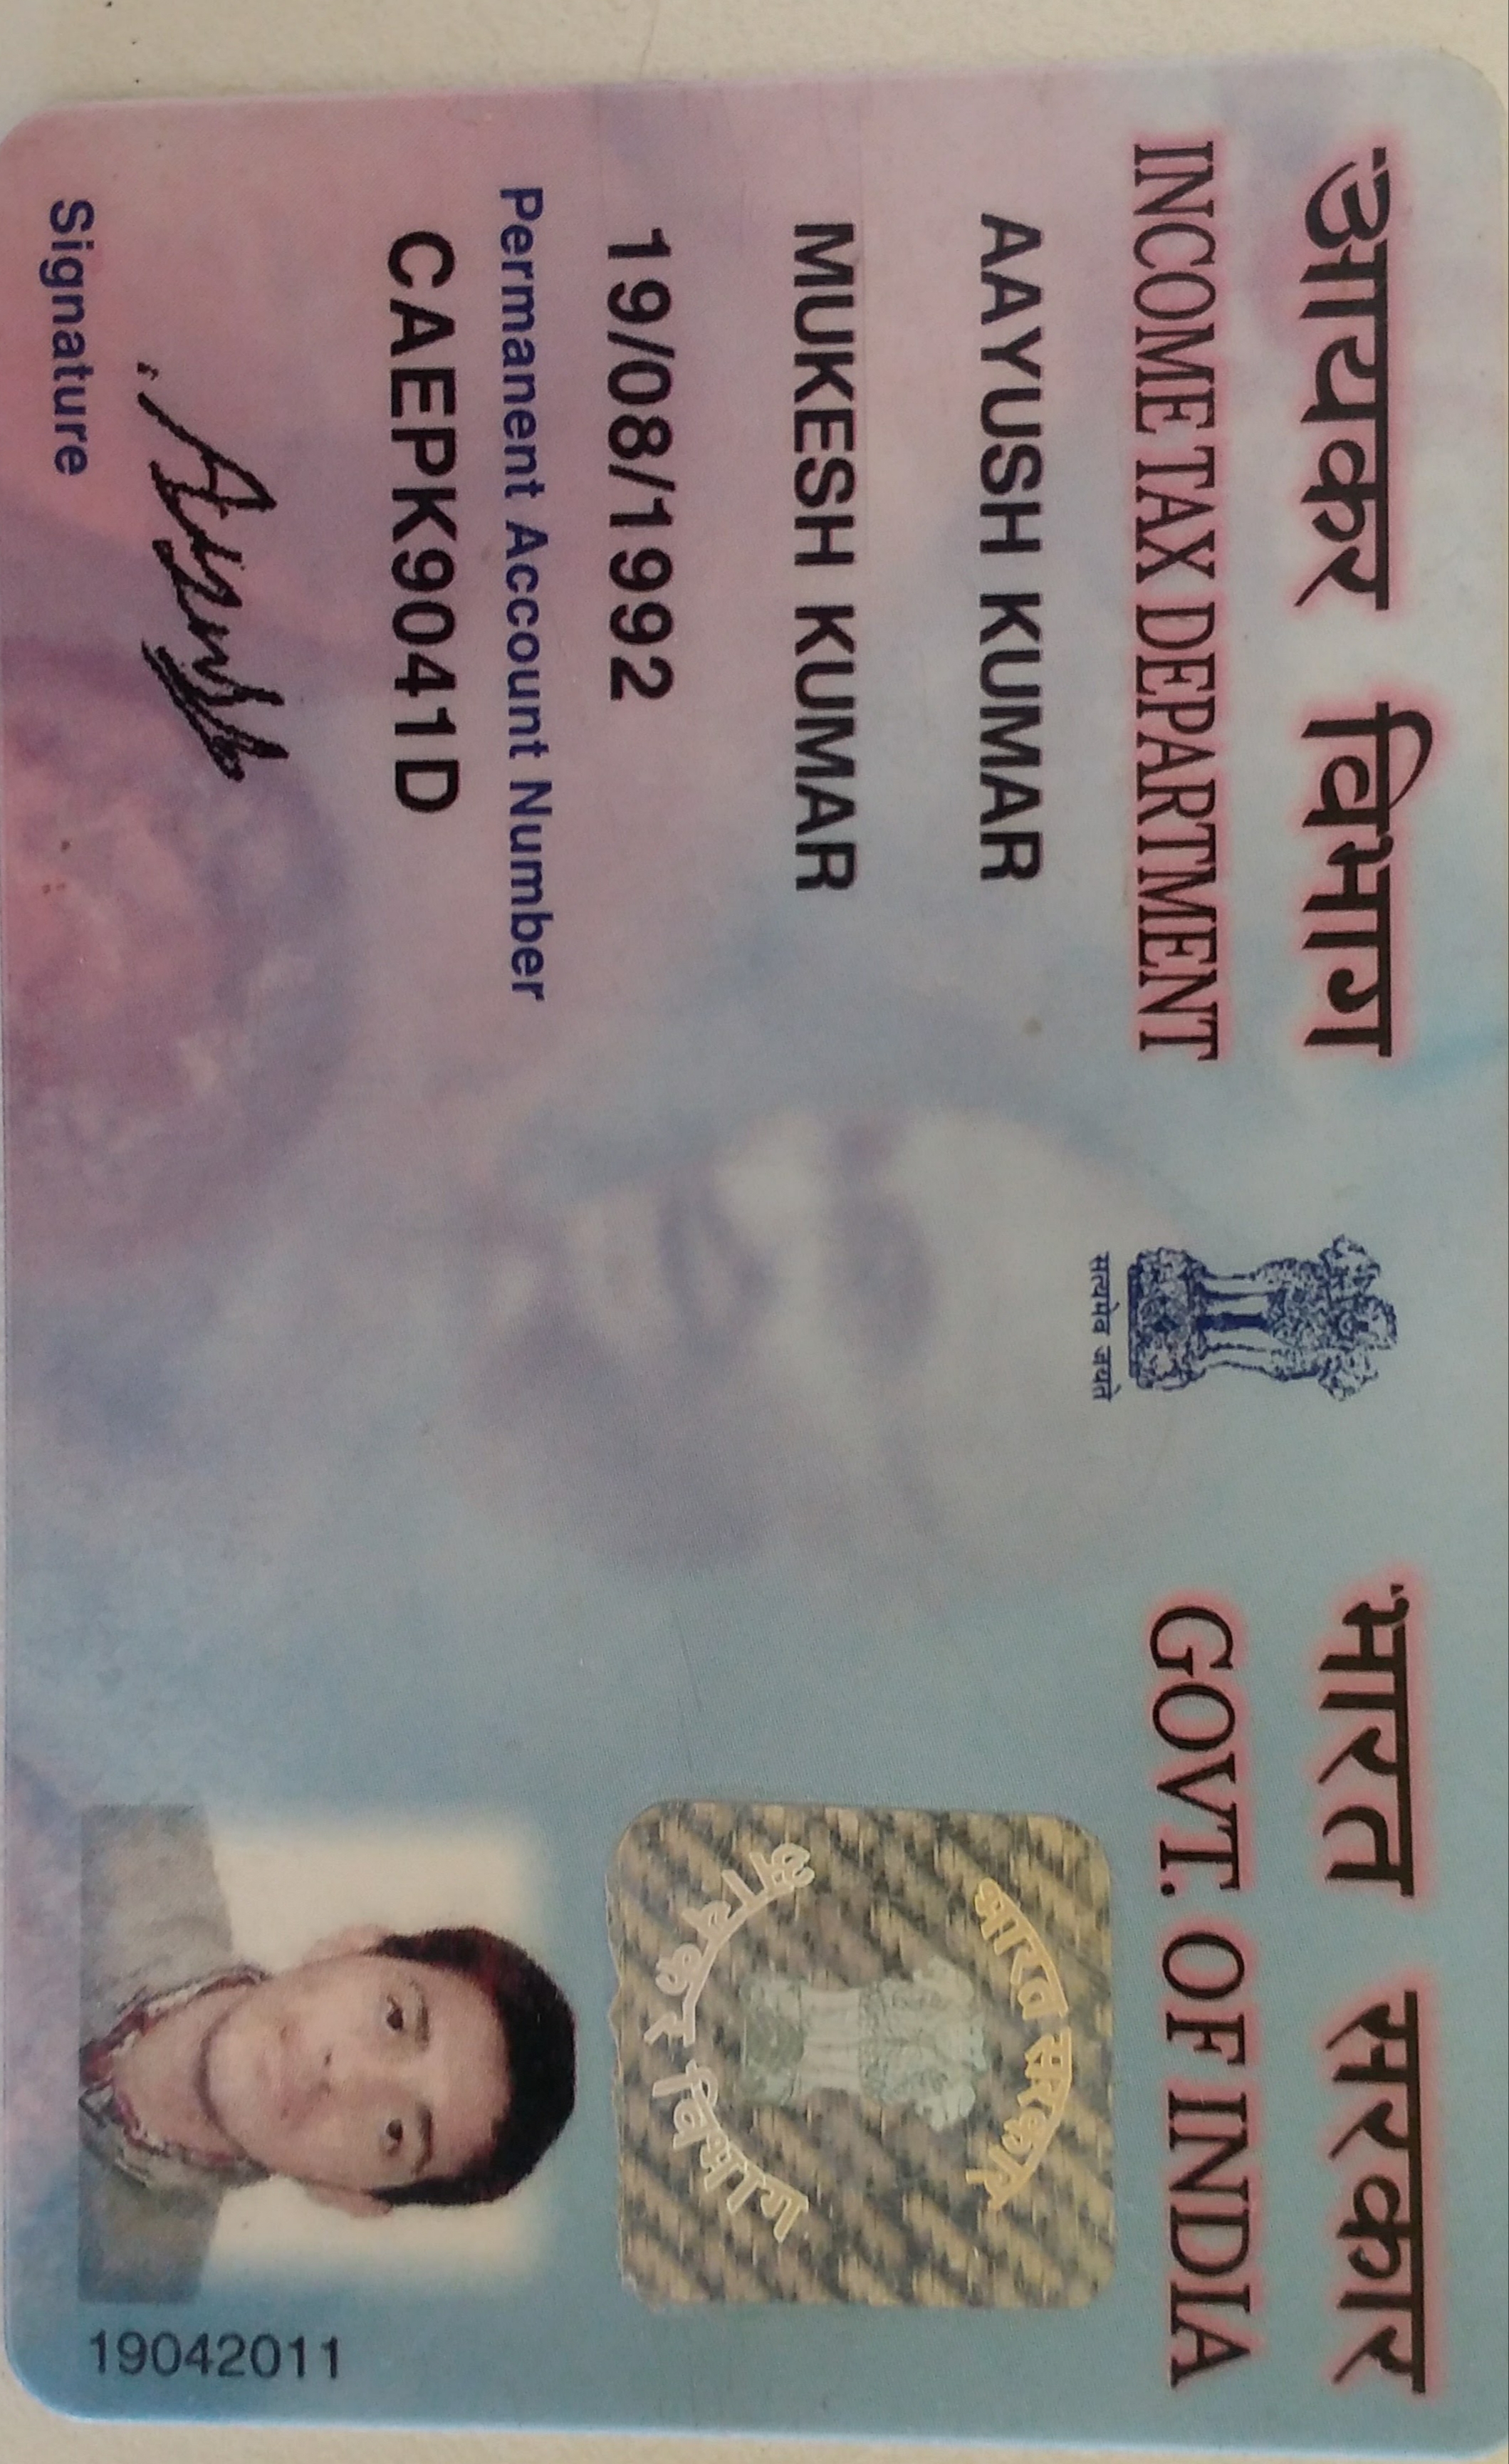 आयकर विभाग
INCOME TAX DEPARTMENT
सत्यमेव जयते
भारत सरकार
GOVT. OF INDIA
AAYUSH KUMAR
MUKESH KUMAR
19/08/1992
Permanent Account Number
CAEPK9041D
Signature
भारत सरकार
आयकर विभाग
19042011